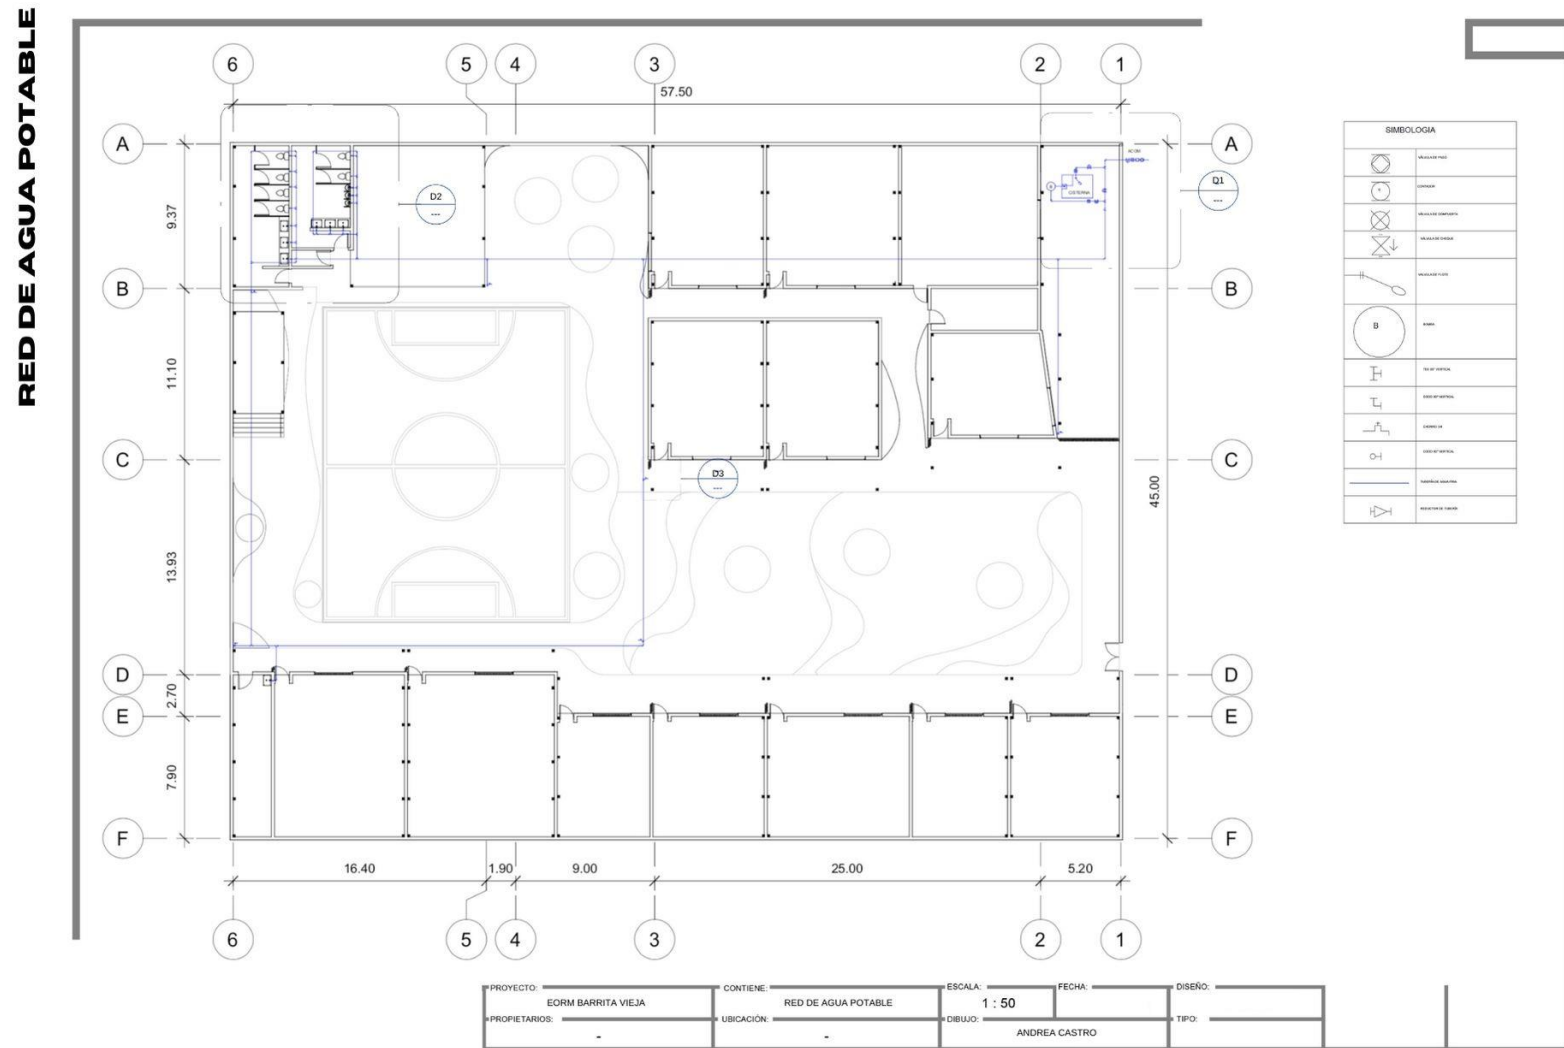 RED DE AGUA POTABLE
6 5 4 3 2 1
57.50
A A
B B
C C
D D
E E
F F
9.37
11.10
13.93
2.70
7.90
45.00
D2
---
D1
---
D3
---
CISTERNA
16.40 1.90 9.00 25.00 5.20
6 5 4 3 2 1
SIMBOLOGIA
CONTADOR
B
BOMBA
PROYECTO:
EORM BARRITA VIEJA
PROPIETARIOS:
-
CONTIENE:
RED DE AGUA POTABLE
UBICACIÓN:
-
ESCALA:
1 : 50
FECHA:
DIBUJO:
ANDREA CASTRO
DISEÑO:
TIPO: